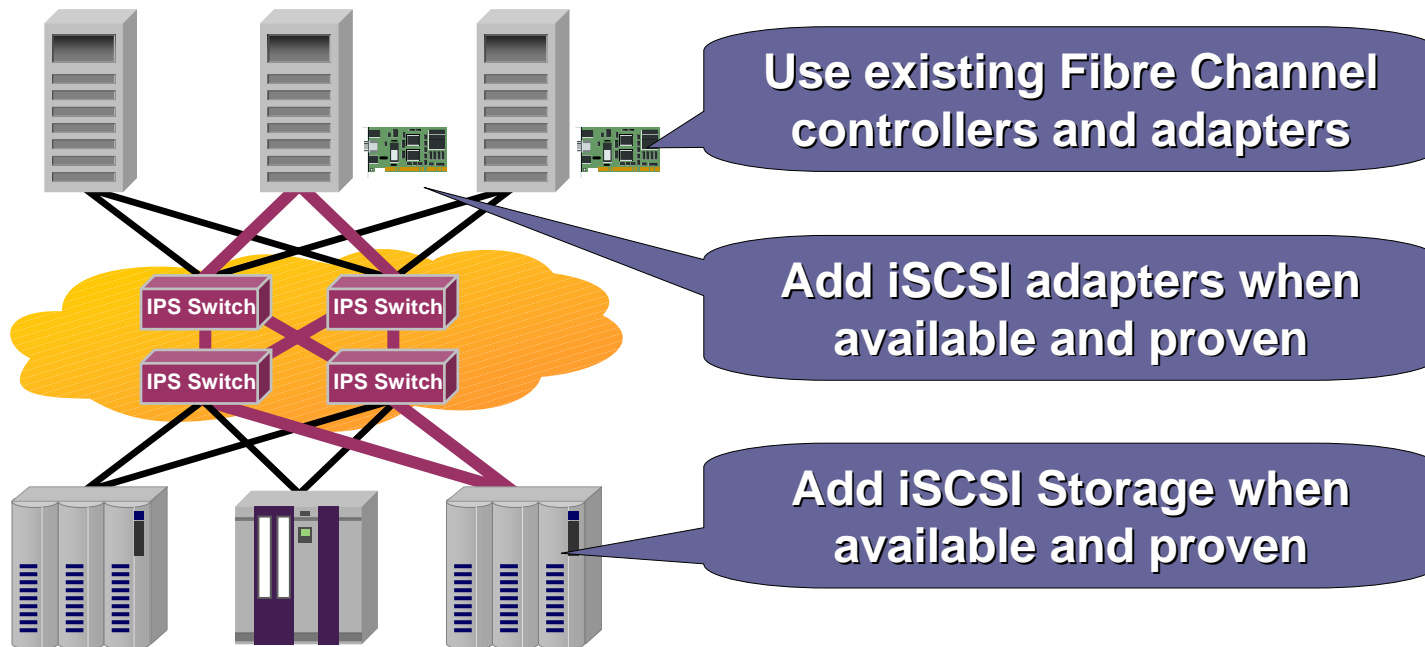 Use existing Fibre Channel
controllers and adapters
Add iSCSI adapters when
available and proven
IPS Switch
IPS Switch
IPS Switch
IPS Switch
Add iSCSI Storage when
available and proven